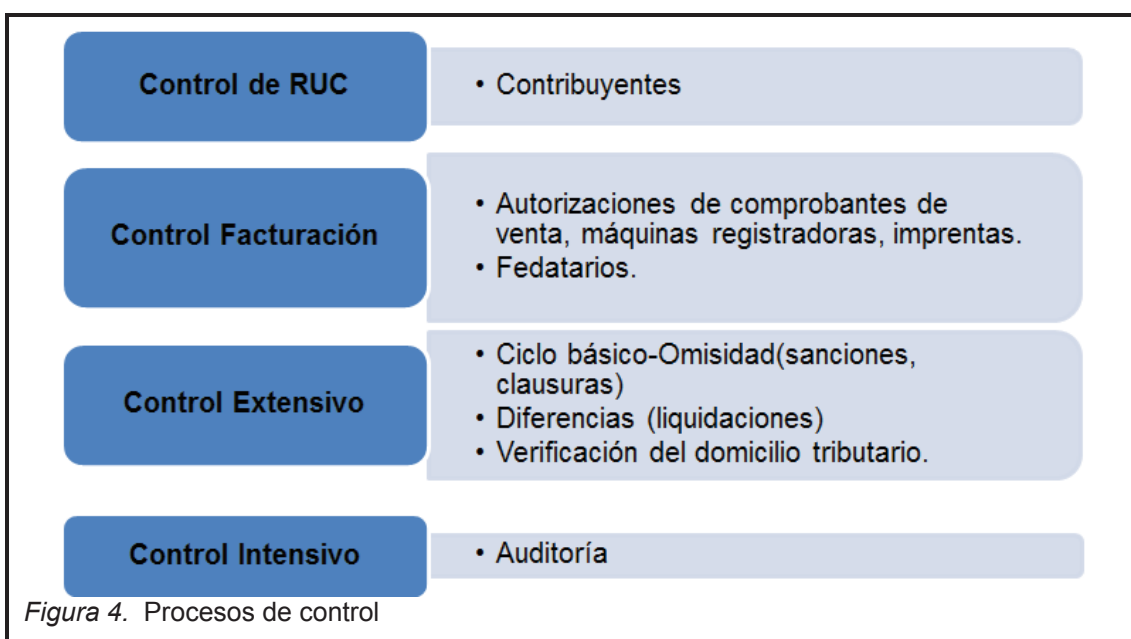 Control de RUC
• Contribuyentes
Control Facturación
• Autorizaciones de comprobantes de
venta, máquinas registradoras, imprentas.
• Fedatarios.
Control Extensivo
• Ciclo básico-Omisidad(sanciones,
clausuras)
• Diferencias (liquidaciones)
• Verificación del domicilio tributario.
Control Intensivo
• Auditoría
Figura 4. Procesos de control